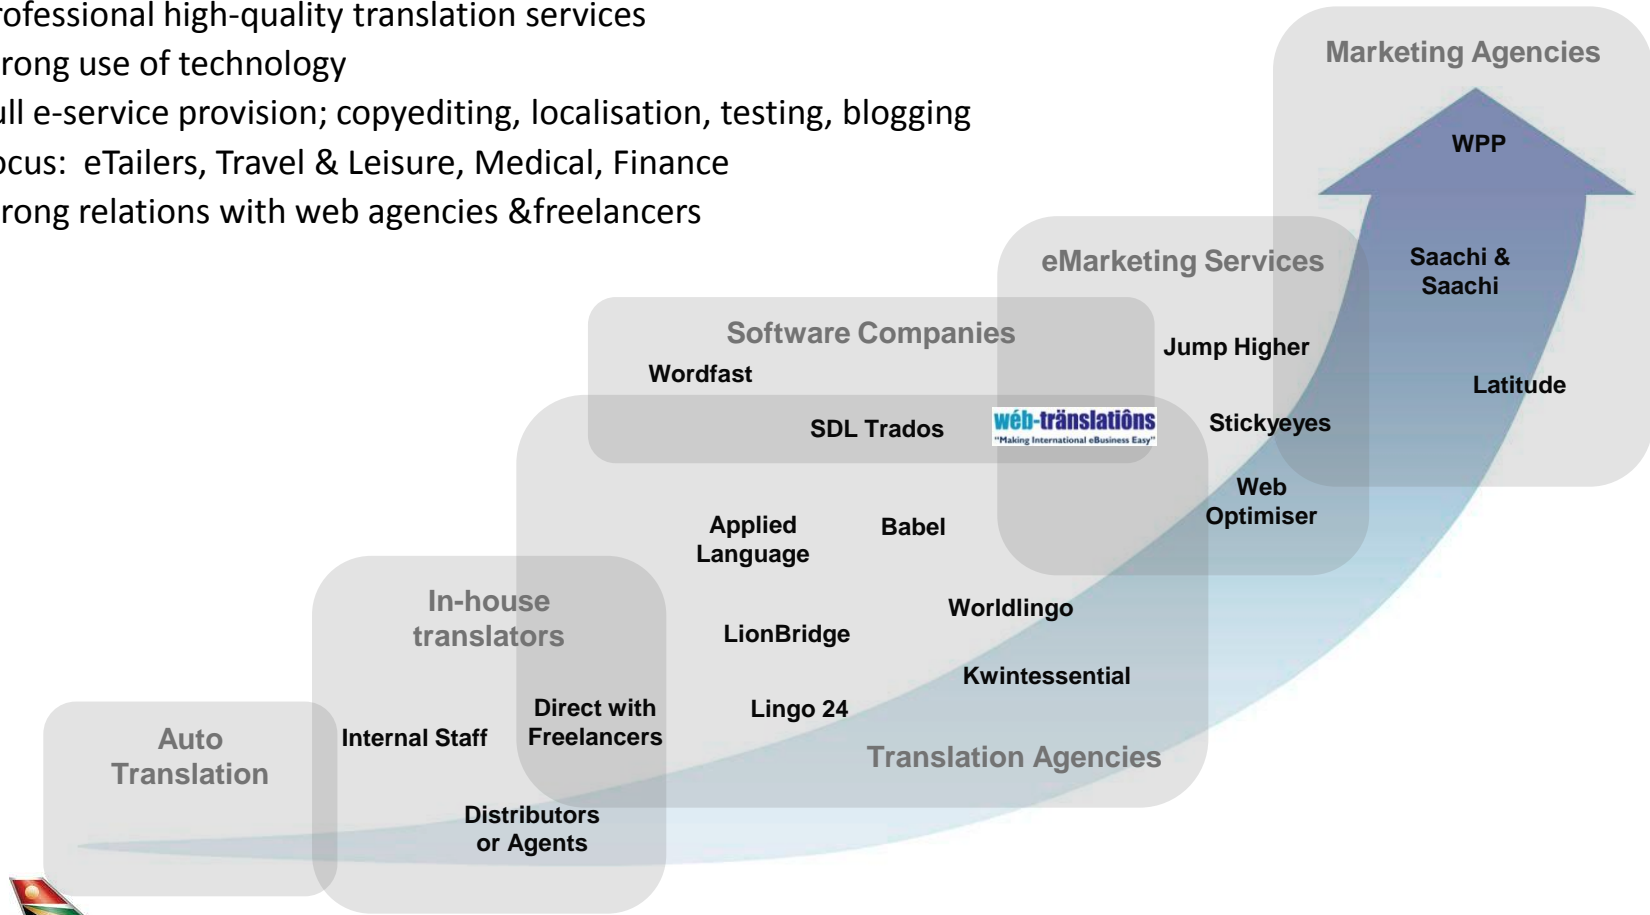 rofessional high-quality translation services
rong use of technology
ull e-service provision; copyediting, localisation, testing, blogging
ocus:  eTailers, Travel & Leisure, Medical, Finance
rong relations with web agencies &freelancers
Marketing Agencies
WPP
Saachi &
Saachi
Latitude
eMarketing Services
Jump Higher
Stickyeyes
Web
Optimiser
Software Companies
Wordfast
SDL Trados
wéb-tränslatiôns
"Making International eBusiness Easy"
Applied
Language
Babel
Worldlingo
LionBridge
Kwintessential
Lingo 24
Translation Agencies
In-house
translators
Direct with
Freelancers
Internal Staff
Distributors
or Agents
Auto
Translation